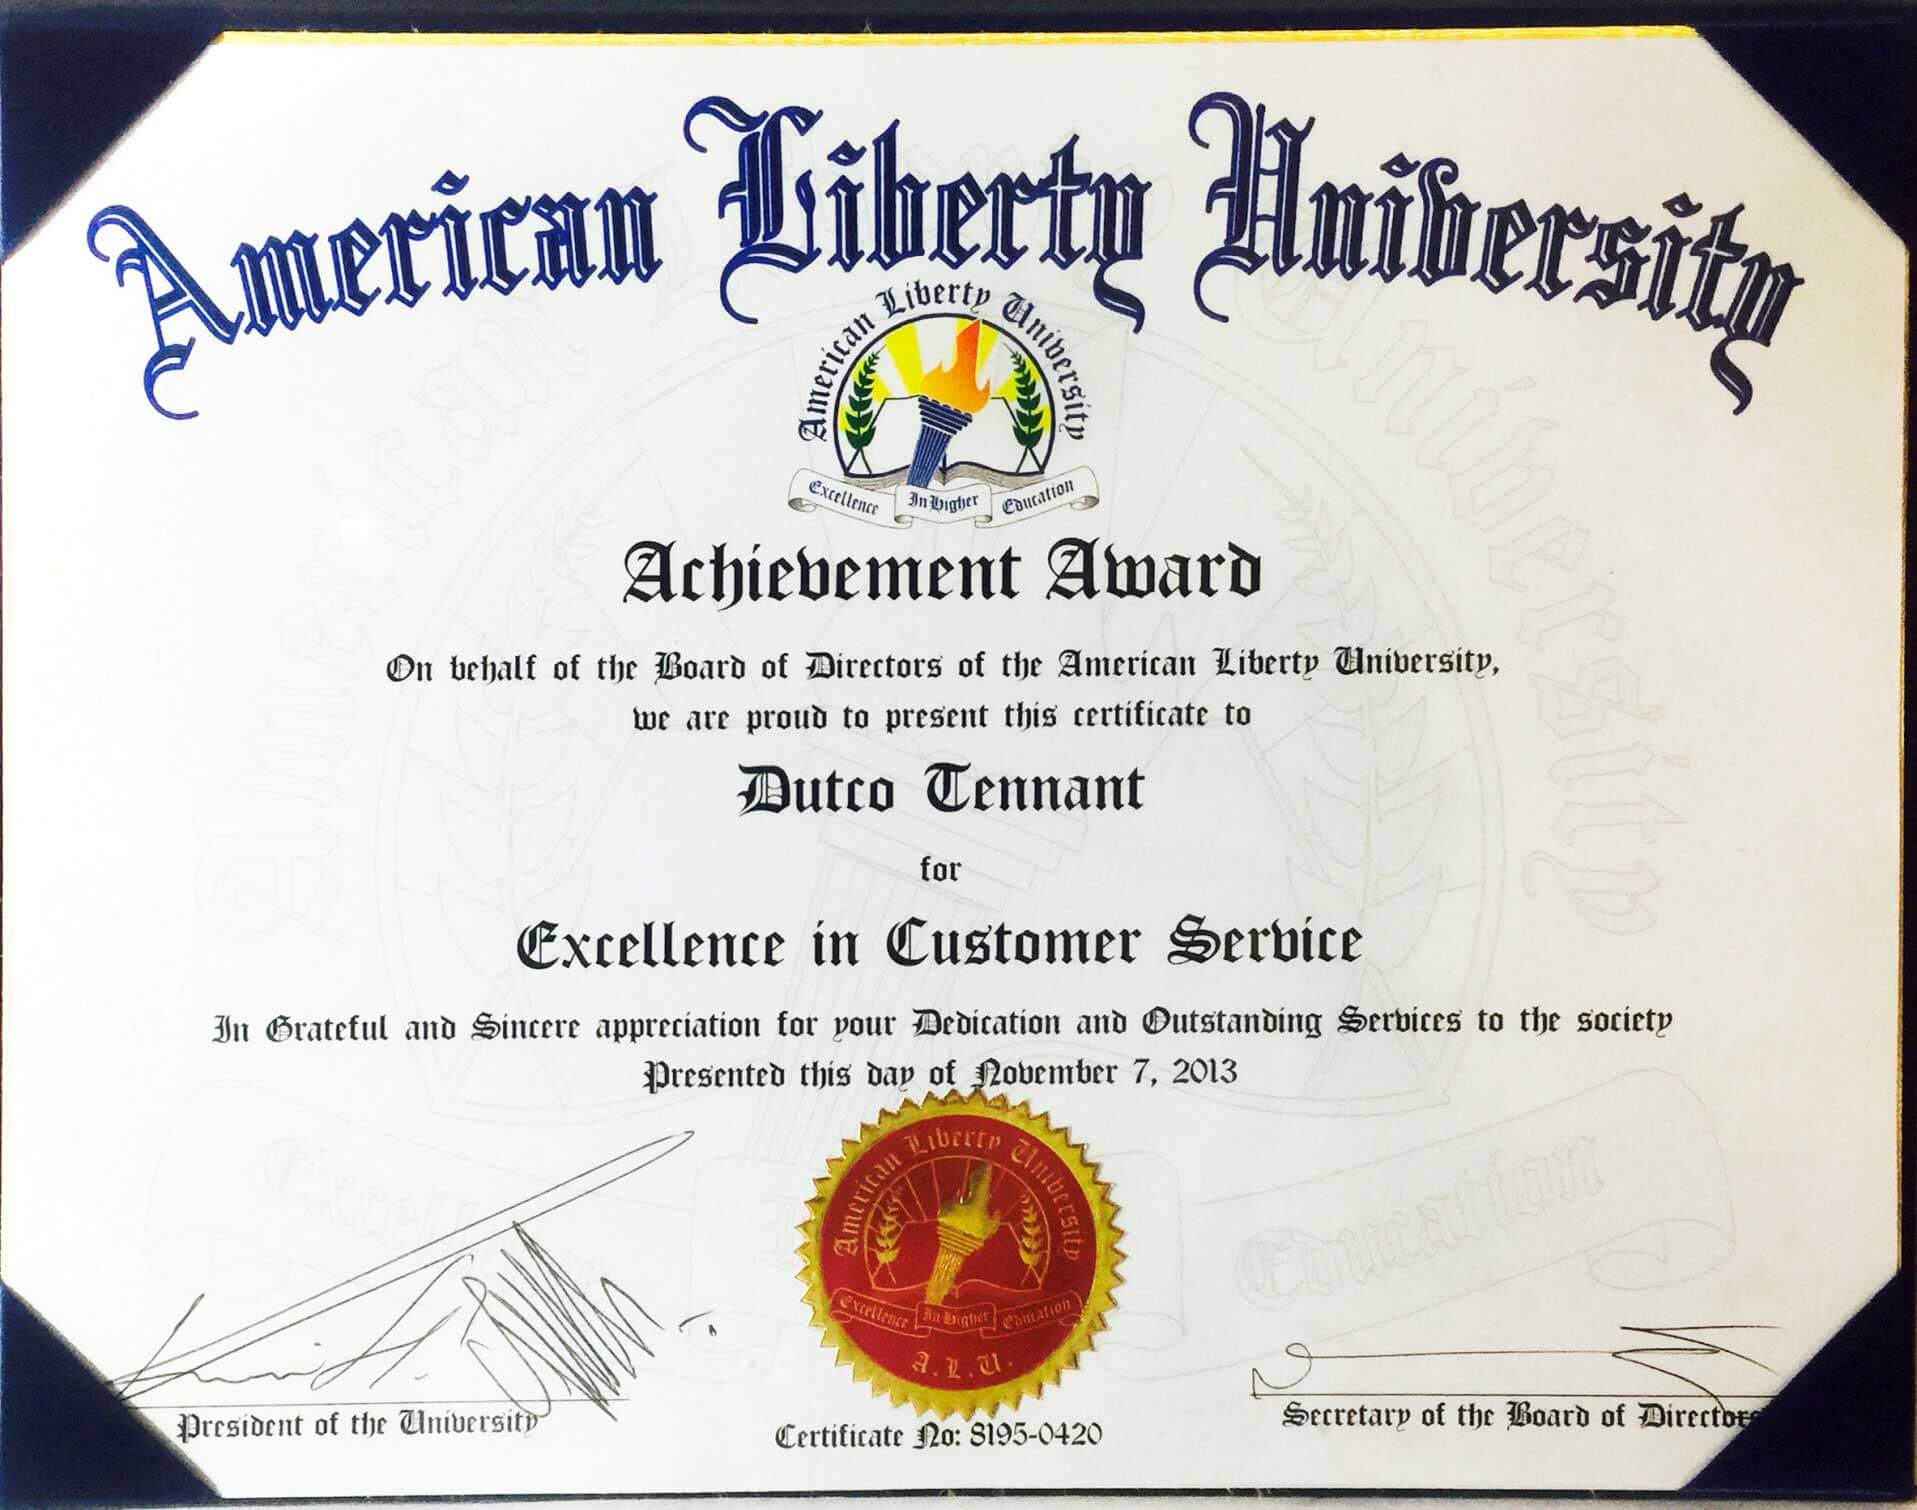 American Liberty University
American Liberty University
Excellence In Higher Education
Achievement Award
On behalf of the Board of Directors of the American Liberty University,
we are proud to present this certificate to
Dutco Tennant
for
Excellence in Customer Service
In Grateful and Sincere appreciation for your Dedication and Outstanding Services to the society
Presented this day of November 7, 2013
American Liberty University
Excellence In Higher Education
A.L.U.
President of the University
Certificate No: 8195-0420
Secretary of the Board of Directors